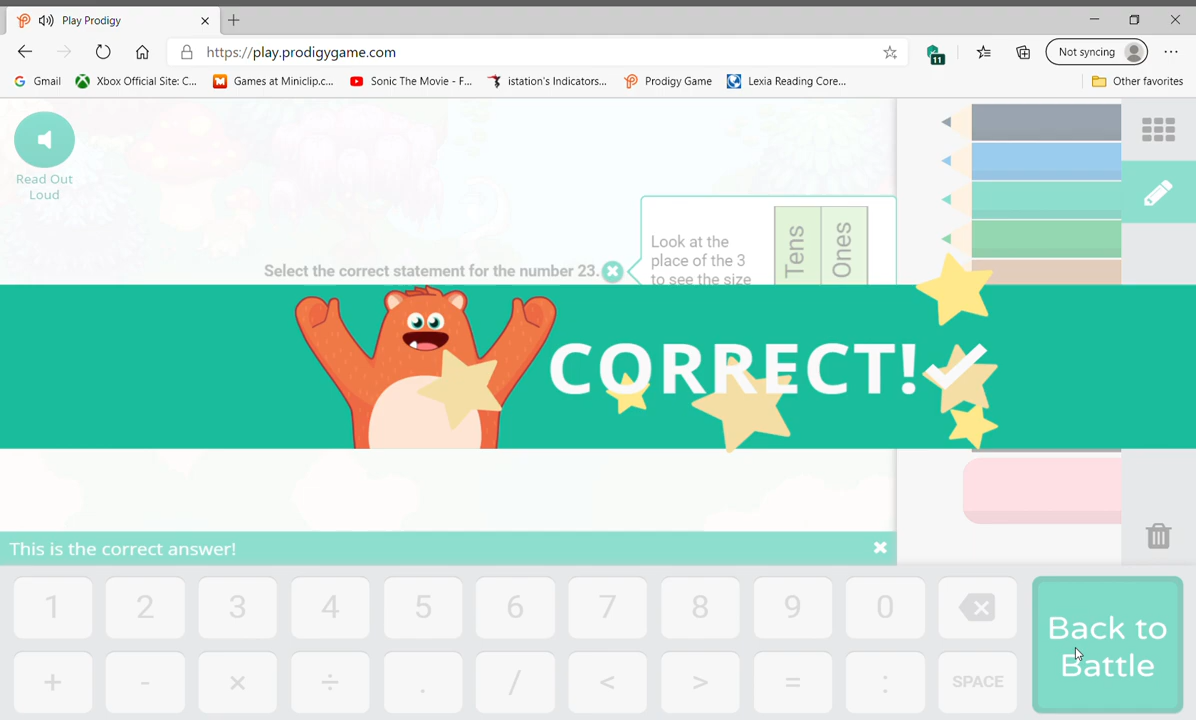 Play Prodigy
https://play.prodigygame.com
11
Not syncing
Gmail
Xbox Official Site: C...
Games at Miniclip.c...
Sonic The Movie - F...
istation's Indicators...
Prodigy Game
Lexia Reading Core...
Other favorites
Read Out
Loud
Select the correct statement for the number 23.
Look at the
place of the 3
to see the size
Tens
Ones
CORRECT!
This is the correct answer!
1 2 3 4 5 6 7 8 9 0
+ - × ÷ . / < > = : SPACE
Back to
Battle